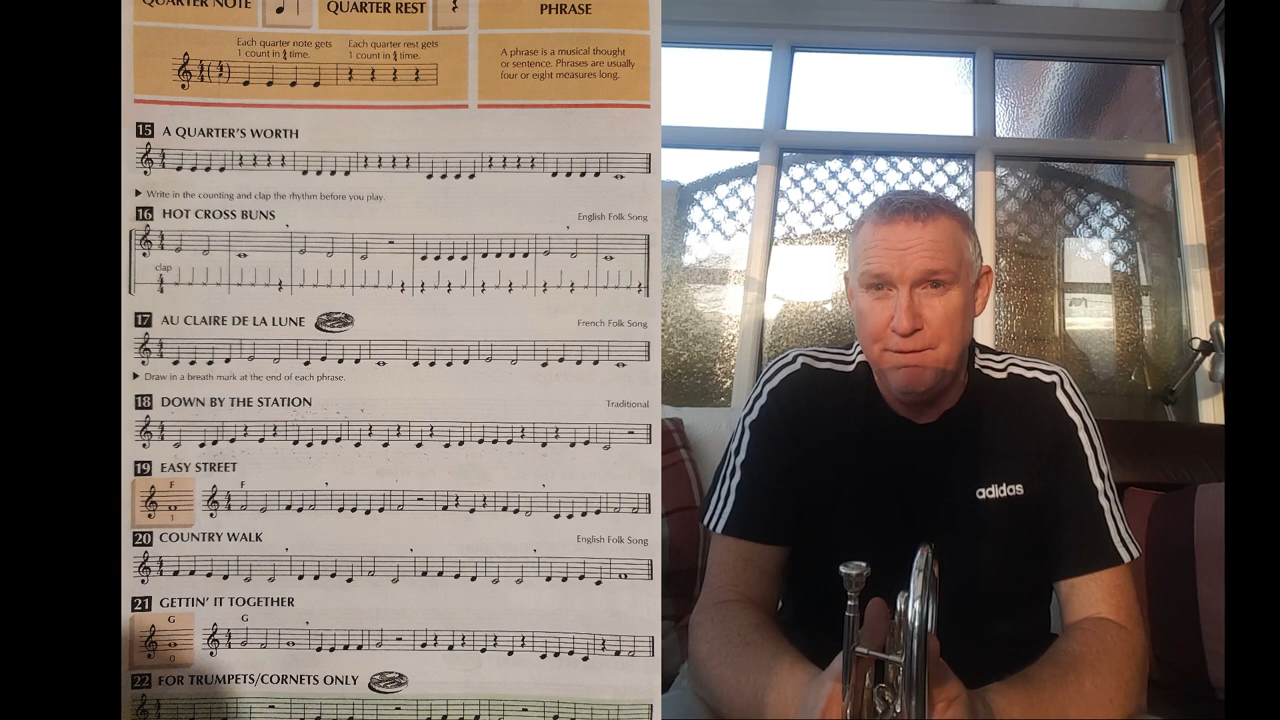 QUARTER NOTE
QUARTER REST
PHRASE
Each quarter note gets
1 count in 4/4 time.
Each quarter rest gets
1 count in 4/4 time.
A phrase is a musical thought
or sentence. Phrases are usually
four or eight measures long.
15 A QUARTER'S WORTH
▶ Write in the counting and clap the rhythm before you play.
16 HOT CROSS BUNS
English Folk Song
clap
17 AU CLAIRE DE LA LUNE
French Folk Song
▶ Draw in a breath mark at the end of each phrase.
18 DOWN BY THE STATION
Traditional
19 EASY STREET
F
1
F
20 COUNTRY WALK
English Folk Song
21 GETTIN' IT TOGETHER
G
0
G
22 FOR TRUMPETS/CORNETS ONLY
adidas